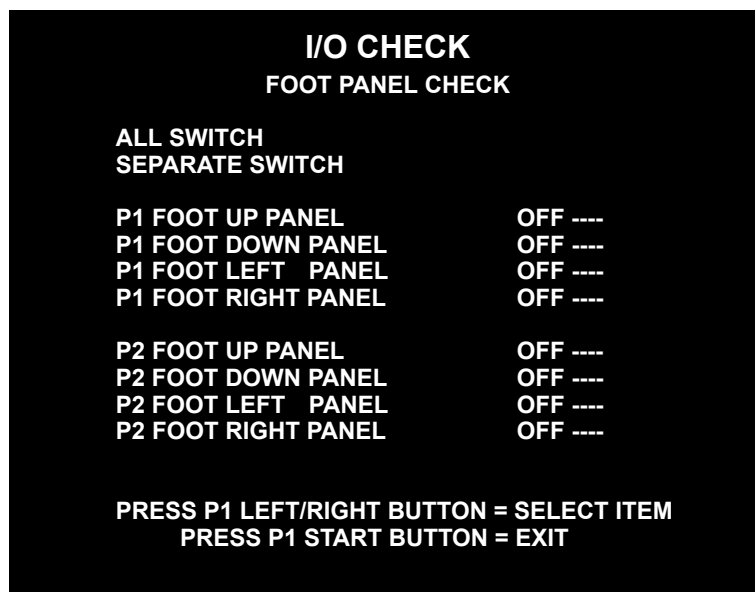 I/O CHECK
FOOT PANEL CHECK
ALL SWITCH
SEPARATE SWITCH
P1 FOOT UP PANEL OFF ----
P1 FOOT DOWN PANEL OFF ----
P1 FOOT LEFT PANEL OFF ----
P1 FOOT RIGHT PANEL OFF ----
P2 FOOT UP PANEL OFF ----
P2 FOOT DOWN PANEL OFF ----
P2 FOOT LEFT PANEL OFF ----
P2 FOOT RIGHT PANEL OFF ----
PRESS P1 LEFT/RIGHT BUTTON = SELECT ITEM
PRESS P1 START BUTTON = EXIT